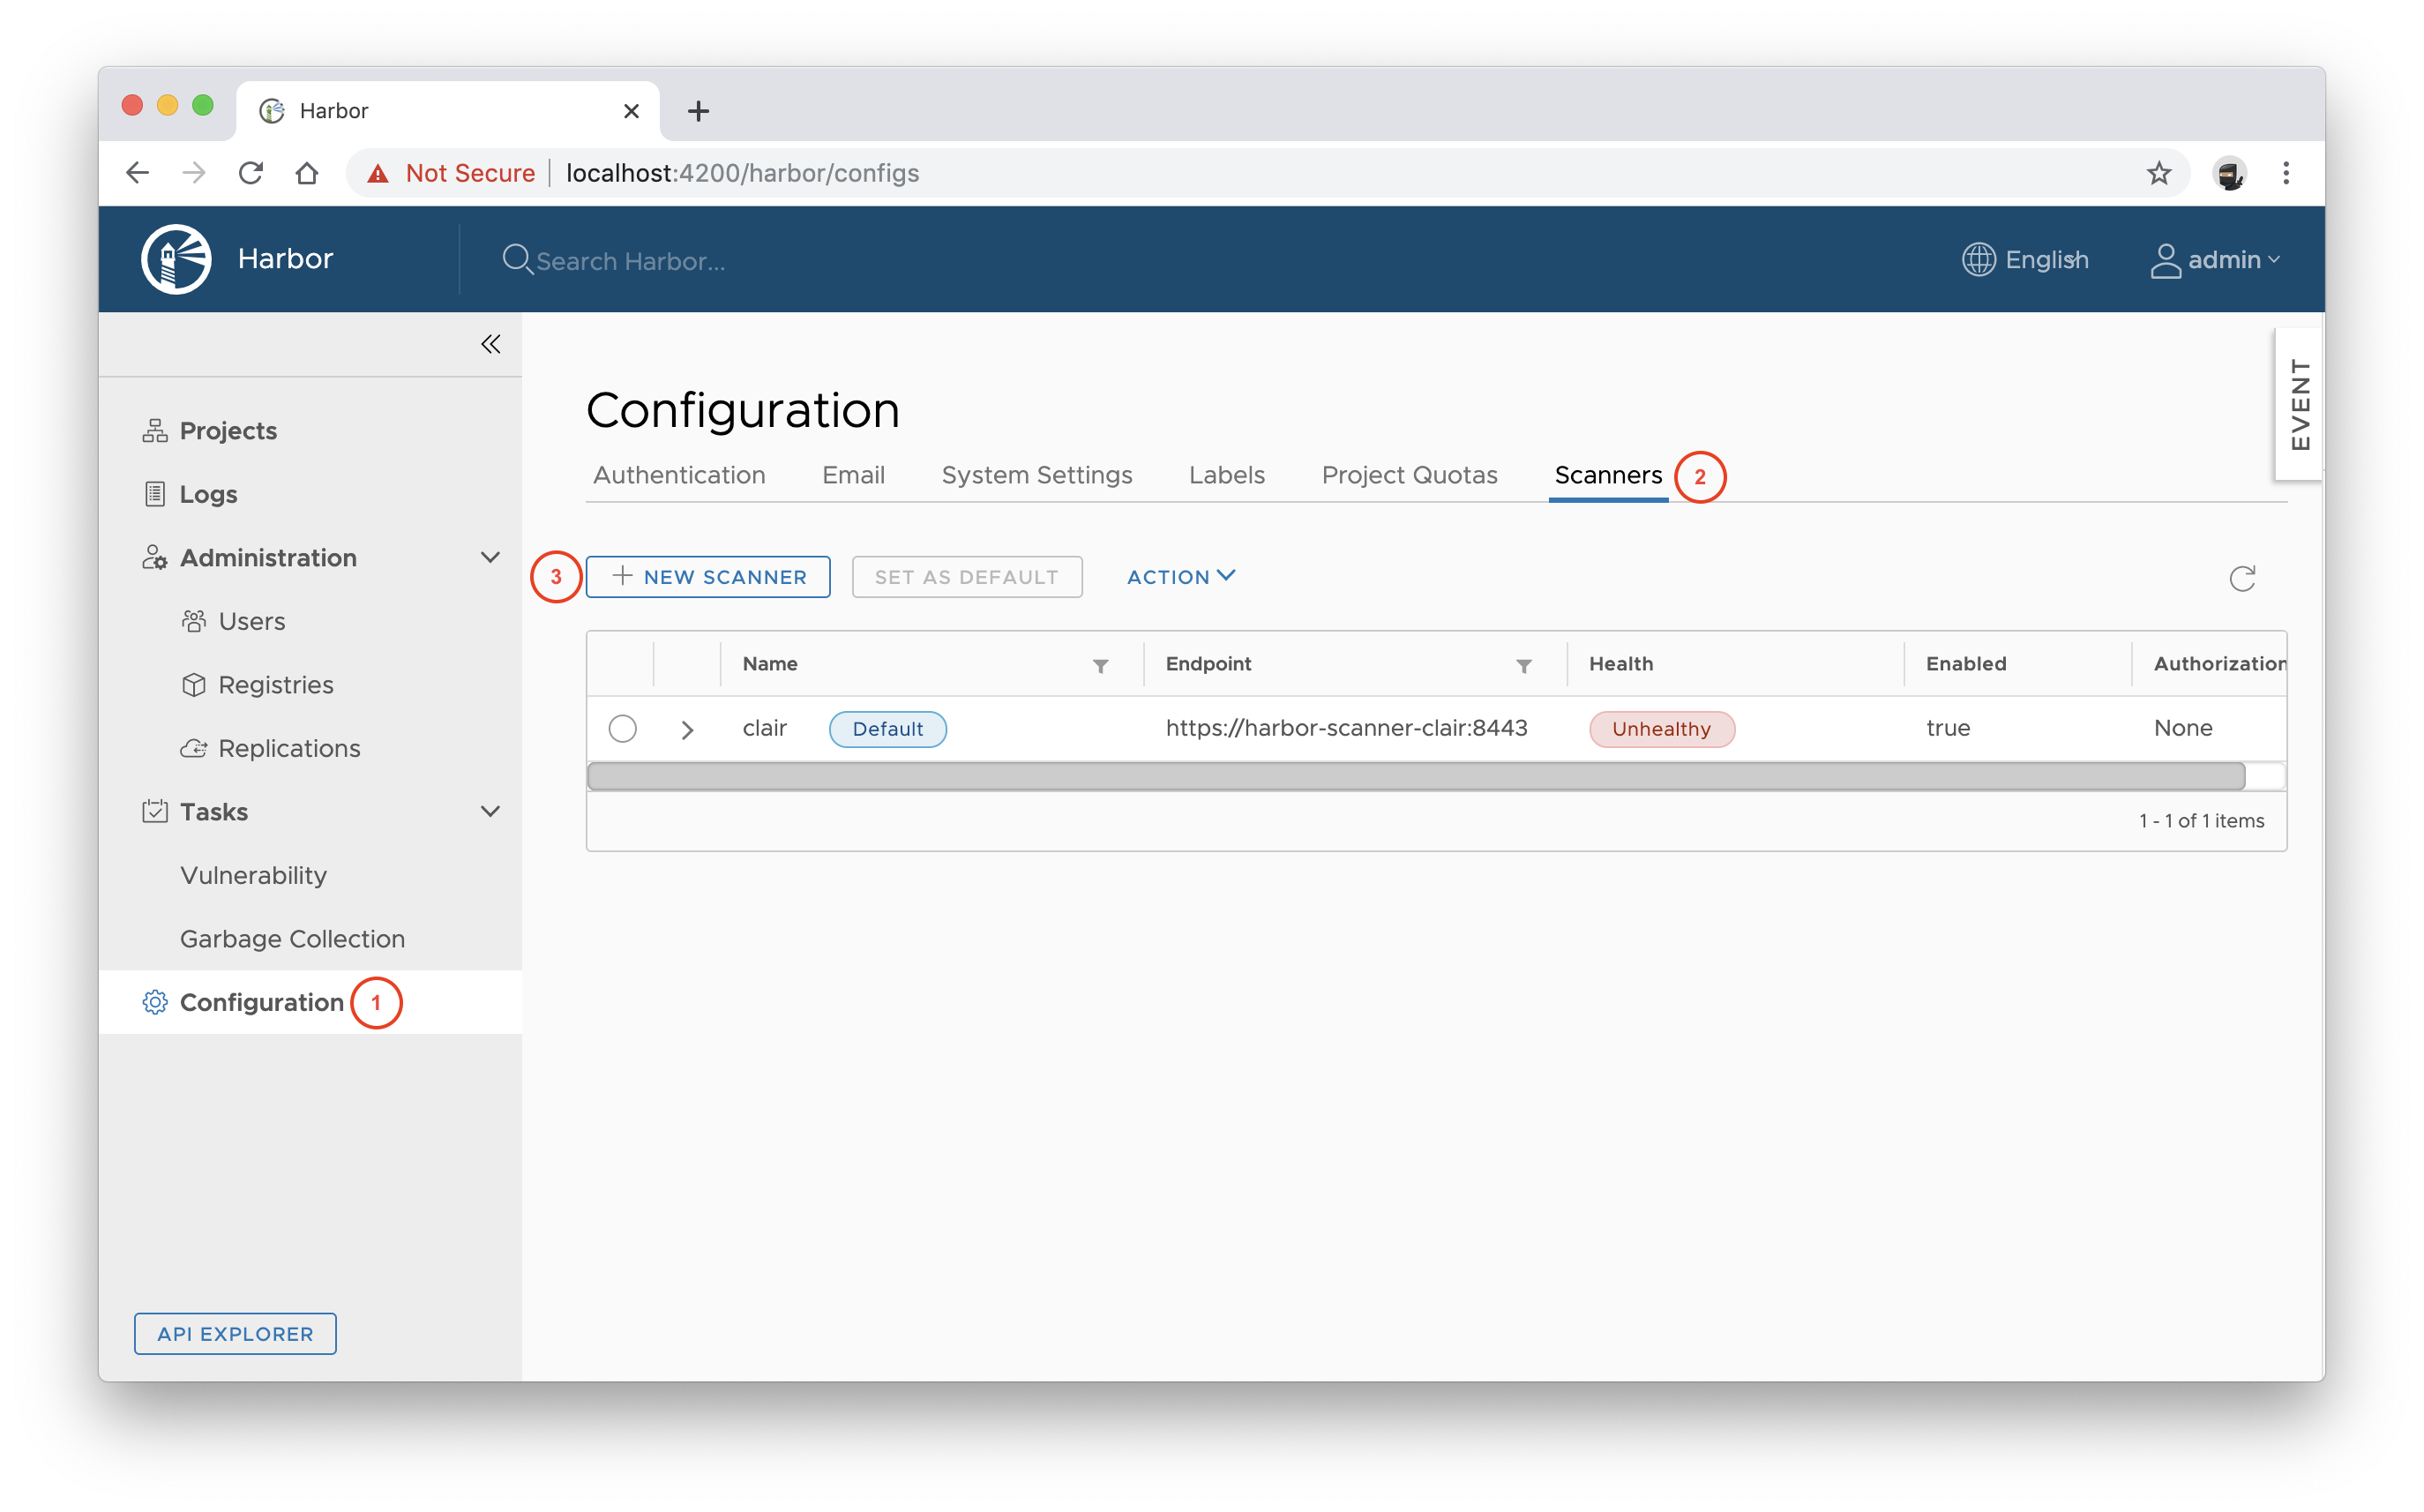 Harbor
Not Secure localhost:4200/harbor/configs
Harbor
Search Harbor...
English
admin
EVENT
Projects
Logs
Administration
Users
Registries
Replications
Tasks
Vulnerability
Garbage Collection
Configuration 1
API EXPLORER
Configuration
Authentication Email System Settings Labels Project Quotas Scanners 2
3 NEW SCANNER SET AS DEFAULT ACTION
Name Endpoint Health Enabled Authorization
clair Default https://harbor-scanner-clair:8443 Unhealthy true None
1 - 1 of 1 items